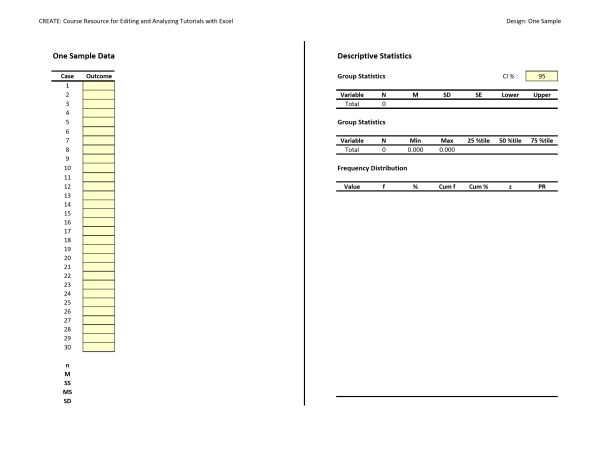 CREATE: Course Resource for Editing and Analyzing Tutorials with Excel
Design: One Sample
One Sample Data
Case Outcome
1
2
3
4
5
6
7
8
9
10
11
12
13
14
15
16
17
18
19
20
21
22
23
24
25
26
27
28
29
30
n
M
SS
MS
SD
Descriptive Statistics
Group Statistics CI % : 95
Variable N M SD SE Lower Upper
Total 0
Group Statistics
Variable N Min Max 25 %tile 50 %tile 75 %tile
Total 0 0.000 0.000
Frequency Distribution
Value f % Cum f Cum % z PR